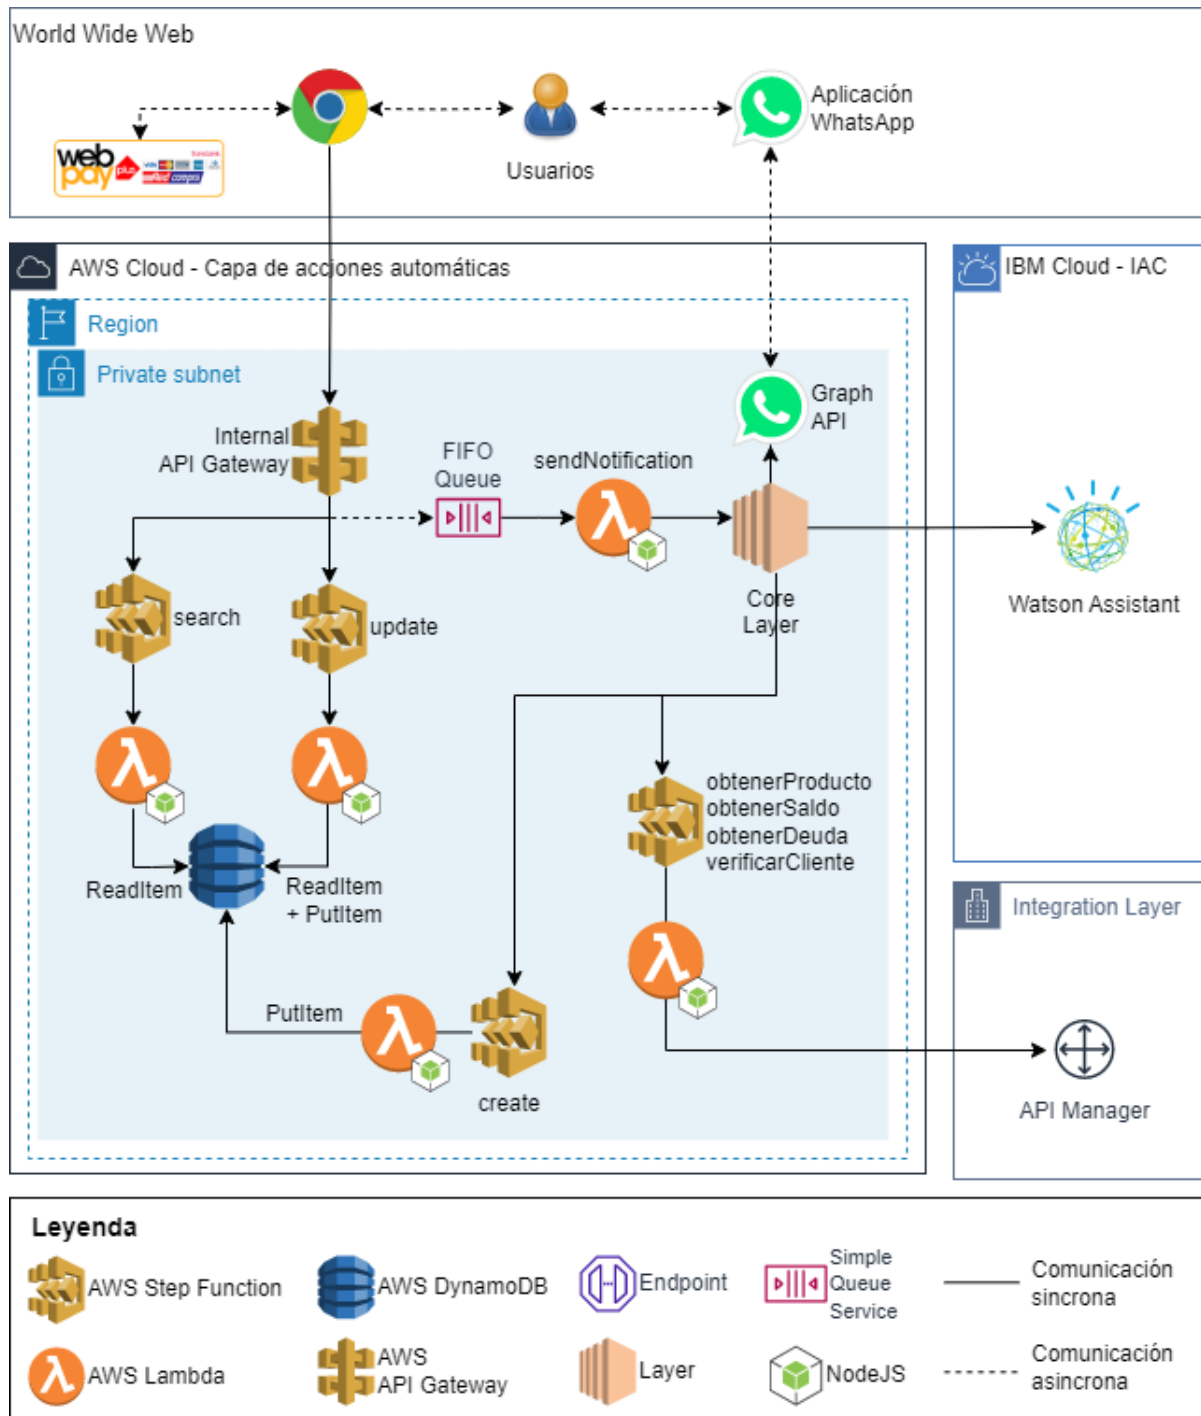 World Wide Web
Aplicación
WhatsApp
web
pay
plus
Usuarios
AWS Cloud - Capa de acciones automáticas
IBM Cloud - IAC
Region
Private subnet
Graph
API
Internal
API Gateway
FIFO
Queue
sendNotification
search
update
Core
Layer
Watson Assistant
obtenerProducto
obtenerSaldo
obtenerDeuda
verificarCliente
ReadItem
ReadItem
+ PutItem
Integration Layer
PutItem
create
API Manager
Leyenda
AWS Step Function
AWS DynamoDB
Endpoint
Simple
Queue
Service
Comunicación
sincrona
AWS Lambda
AWS
API Gateway
Layer
NodeJS
Comunicación
asincrona